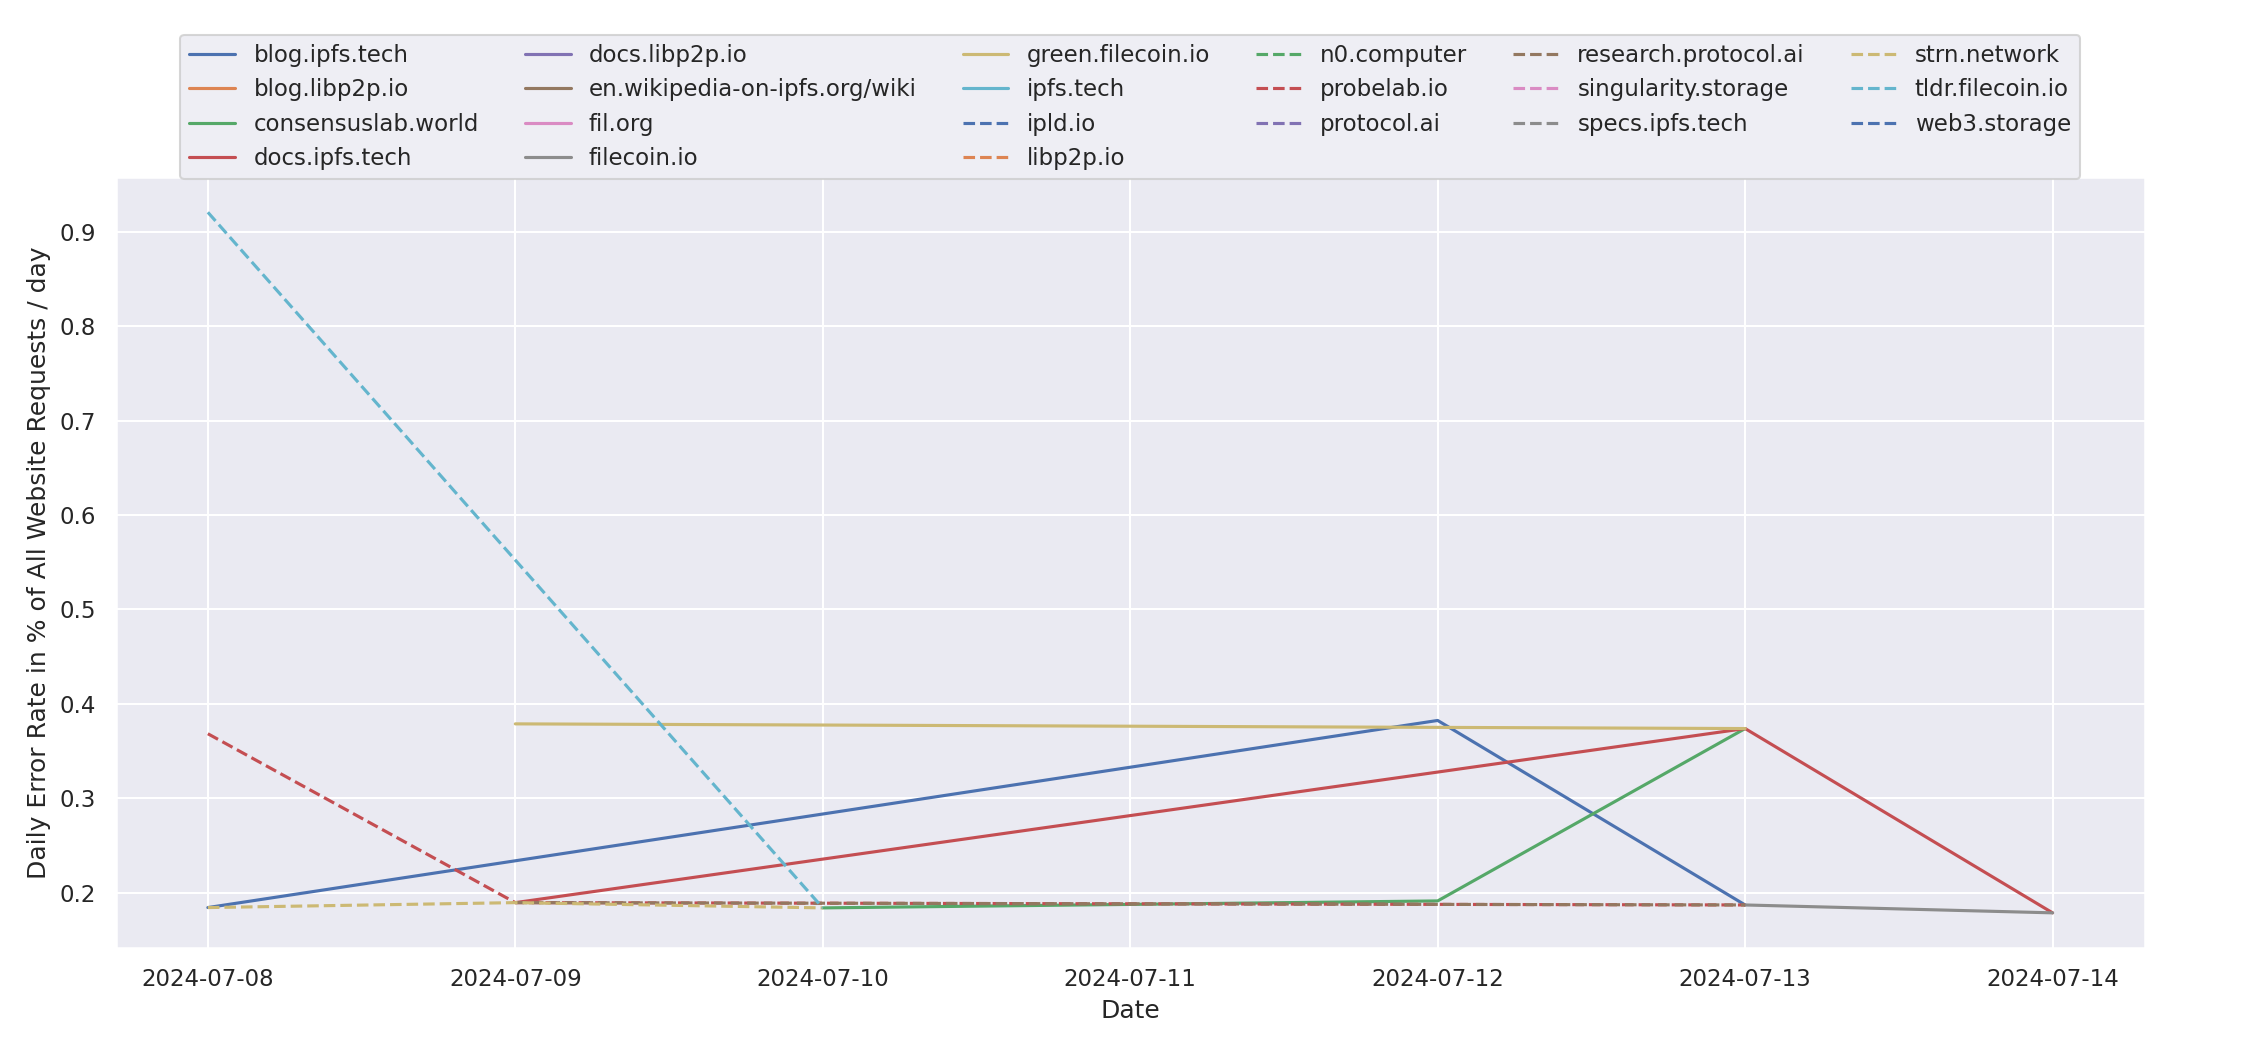 blog.ipfs.tech
blog.libp2p.io
consensuslab.world
docs.ipfs.tech
docs.libp2p.io
en.wikipedia-on-ipfs.org/wiki
fil.org
filecoin.io
green.filecoin.io
ipfs.tech
ipld.io
libp2p.io
n0.computer
probelab.io
protocol.ai
research.protocol.ai
singularity.storage
specs.ipfs.tech
strn.network
tldr.filecoin.io
web3.storage
Daily Error Rate in % of All Website Requests / day
0.9
0.8
0.7
0.6
0.5
0.4
0.3
0.2
2024-07-08
2024-07-09
2024-07-10
2024-07-11
2024-07-12
2024-07-13
2024-07-14
Date